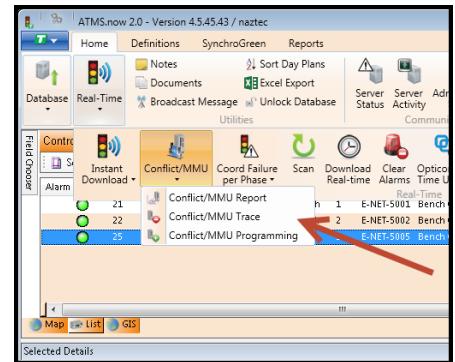 ATMS.now 2.0 - Version 4.5.45.43 / naztec
Home Definitions SynchroGreen Reports
Notes Sort Day Plans
Documents Excel Export
Broadcast Message Unlock Database
Database Real-Time
Server Status Server Activity
Utilities
Field Chooser
Instant Download
Conflict/MMU
Coord Failure per Phase
Scan
Download Real-time
Clear Alarms
Real-Time
Alarm
Conflict/MMU Report
Conflict/MMU Trace
Conflict/MMU Programming
21 1 E-NET-5001 Bench
22 2 E-NET-5002 Bench
25 E-NET-5005 Bench
Map List GIS
Selected Details